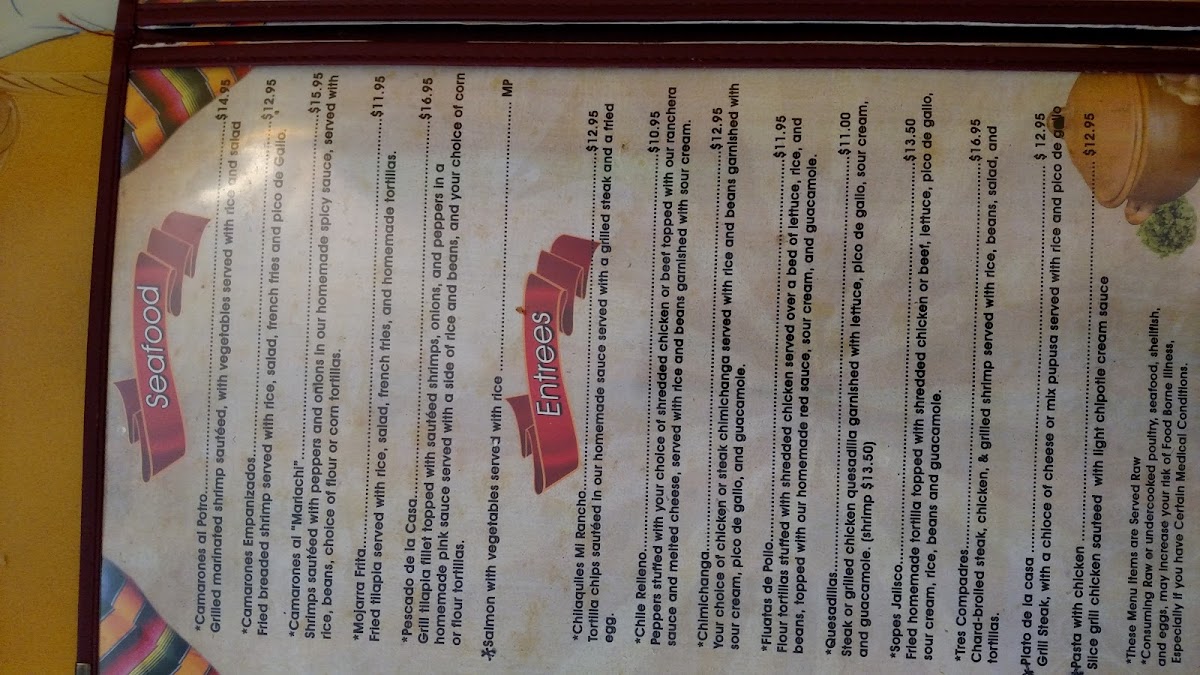 Seafood
*Camarones al Potro..........$14.95
Grilled marinated shrimp sautéed, with vegetables served with rice and salad
*Camarones Empanizados..........$12.95
Fried breaded shrimp served with rice, salad, french fries and pico de Gallo.
*Camarones al "Mariachi"..........$15.95
Shrimps sautéed with peppers and onions in our homemade spicy sauce, served with
rice, beans, choice of flour or corn tortillas.
*Mojarra Frita..........$11.95
Fried tilapia served with rice, salad, french fries, and homemade tortillas.
*Pescado de la Casa..........$16.95
Grill tilapia fillet topped with sautéed shrimps, onions, and peppers in a
homemade pink sauce served with a side of rice and beans, and your choice of corn
or flour tortillas.
*Salmon with vegetables served with rice .......... MP
Entrees
*Chilaquiles Mi Rancho..........$12.95
Tortilla chips sautéed in our homemade sauce served with a grilled steak and a fried
egg.
*Chile Relleno..........$10.95
Peppers stuffed with your choice of shredded chicken or beef topped with our ranchera
sauce and melted cheese, served with rice and beans garnished with sour cream.
*Chimichanga..........$12.95
Your choice of chicken or steak chimichanga served with rice and beans garnished with
sour cream, pico de gallo, and guacamole.
*Fluatas de Pollo..........$11.95
Flour tortillas stuffed with shredded chicken served over a bed of lettuce, rice, and
beans, topped with our homemade red sauce, sour cream, and guacamole.
*Quesadillas..........$11.00
Steak or grilled chicken quesadilla garnished with lettuce, pico de gallo, sour cream,
and guacamole. (shrimp $13.50)
*Sopes Jalisco..........$13.50
Fried homemade tortilla topped with shredded chicken or beef, lettuce, pico de gallo,
sour cream, rice, beans and guacamole.
*Tres Compadres..........$16.95
Chard-broiled steak, chicken, & grilled shrimp served with rice, beans, salad, and
tortillas.
*Plato de la casa ..........$ 12.95
Grill Steak, with a chioce of cheese or mix pupusa served with rice and pico de gallo
*Pasta with chicken ..........$12.95
Slice grill chicken sauteed with light chipotle cream sauce
*These Menu Items are Served Raw
*Consuming Raw or undercooked poultry, seafood, shellfish,
and eggs, may increase your risk of Food Borne Illness,
Especially if you have Certain Medical Conditions.